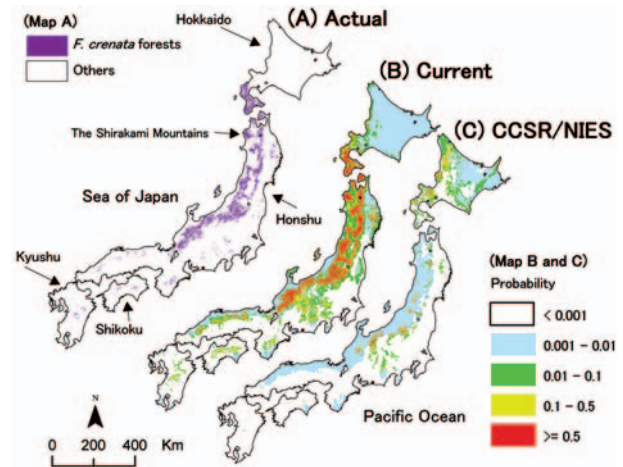 (Map A)
F. crenata forests
Others
Hokkaido
(A) Actual
(B) Current
(C) CCSR/NIES
The Shirakami Mountains
Sea of Japan
Honshu
Kyushu
Shikoku
Pacific Ocean
(Map B and C)
Probability
< 0.001
0.001 - 0.01
0.01 - 0.1
0.1 - 0.5
>= 0.5
N
0 200 400 Km